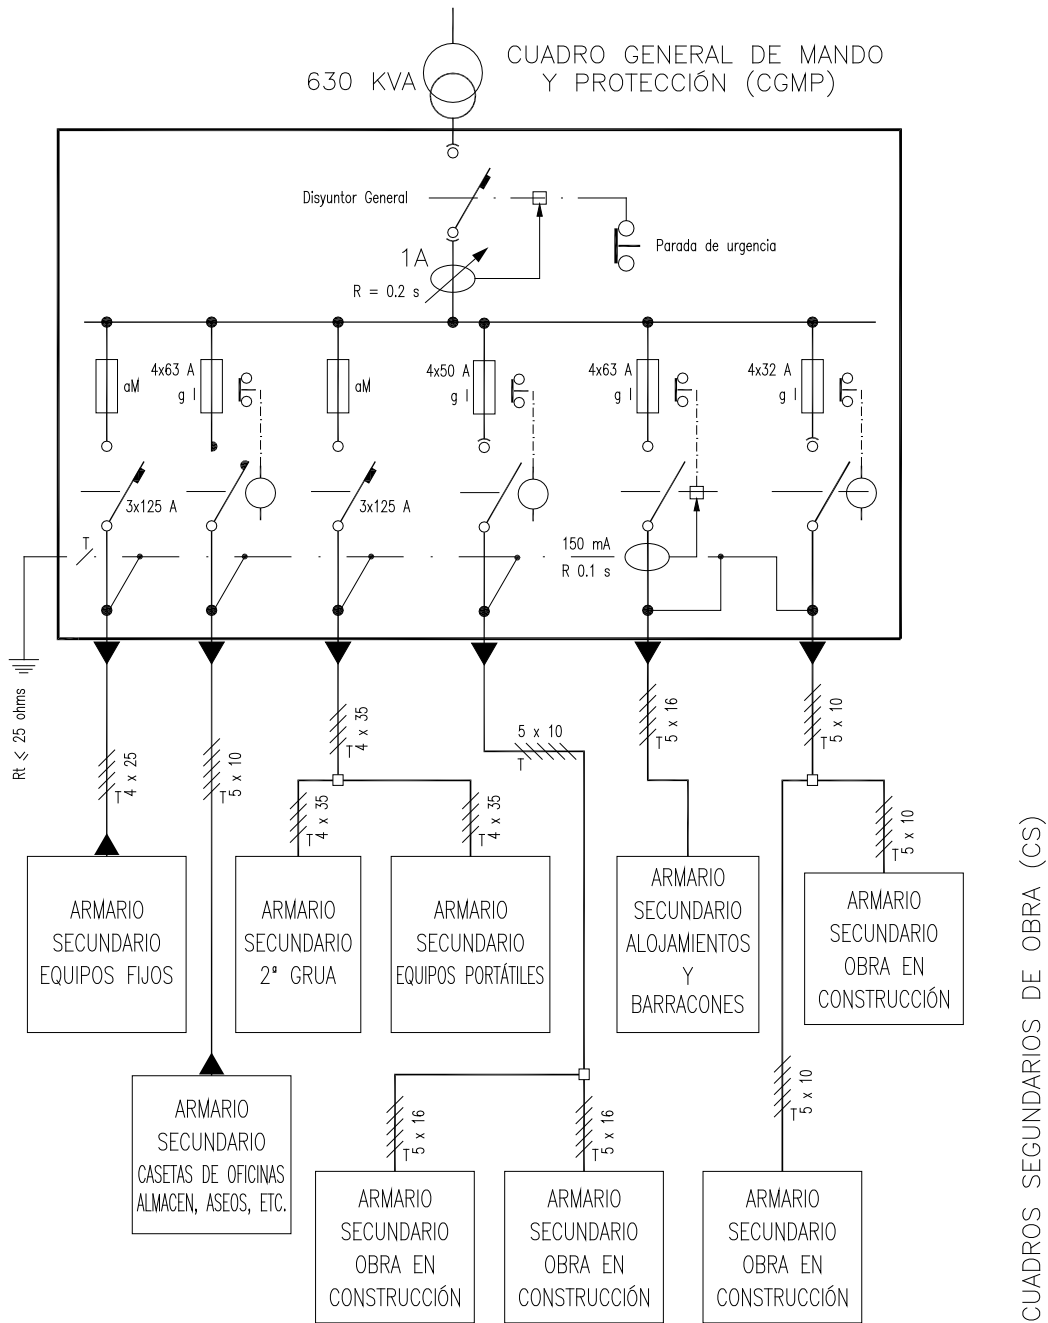 630 KVA
CUADRO GENERAL DE MANDO
Y PROTECCIÓN (CGMP)
Disyuntor General
Parada de urgencia
1A
R = 0.2 s
aM
4x63 A
g l
aM
4x50 A
g l
4x63 A
g l
4x32 A
g l
3x125 A
3x125 A
T
150 mA
R 0.1 s
Rt ≤ 25 ohms
T 4 x 25
T 5 x 10
T 4 x 35
5 x 10
T
T 5 x 16
T 5 x 10
T 4 x 35
T 4 x 35
T 5 x 10
ARMARIO
SECUNDARIO
EQUIPOS FIJOS
ARMARIO
SECUNDARIO
2ª GRUA
ARMARIO
SECUNDARIO
EQUIPOS PORTÁTILES
ARMARIO
SECUNDARIO
ALOJAMIENTOS
Y
BARRACONES
ARMARIO
SECUNDARIO
OBRA EN
CONSTRUCCIÓN
ARMARIO
SECUNDARIO
CASETAS DE OFICINAS
ALMACEN, ASEOS, ETC.
T 5 x 16
T 5 x 16
T 5 x 10
ARMARIO
SECUNDARIO
OBRA EN
CONSTRUCCIÓN
ARMARIO
SECUNDARIO
OBRA EN
CONSTRUCCIÓN
ARMARIO
SECUNDARIO
OBRA EN
CONSTRUCCIÓN
CUADROS SEGUNDARIOS DE OBRA (CS)